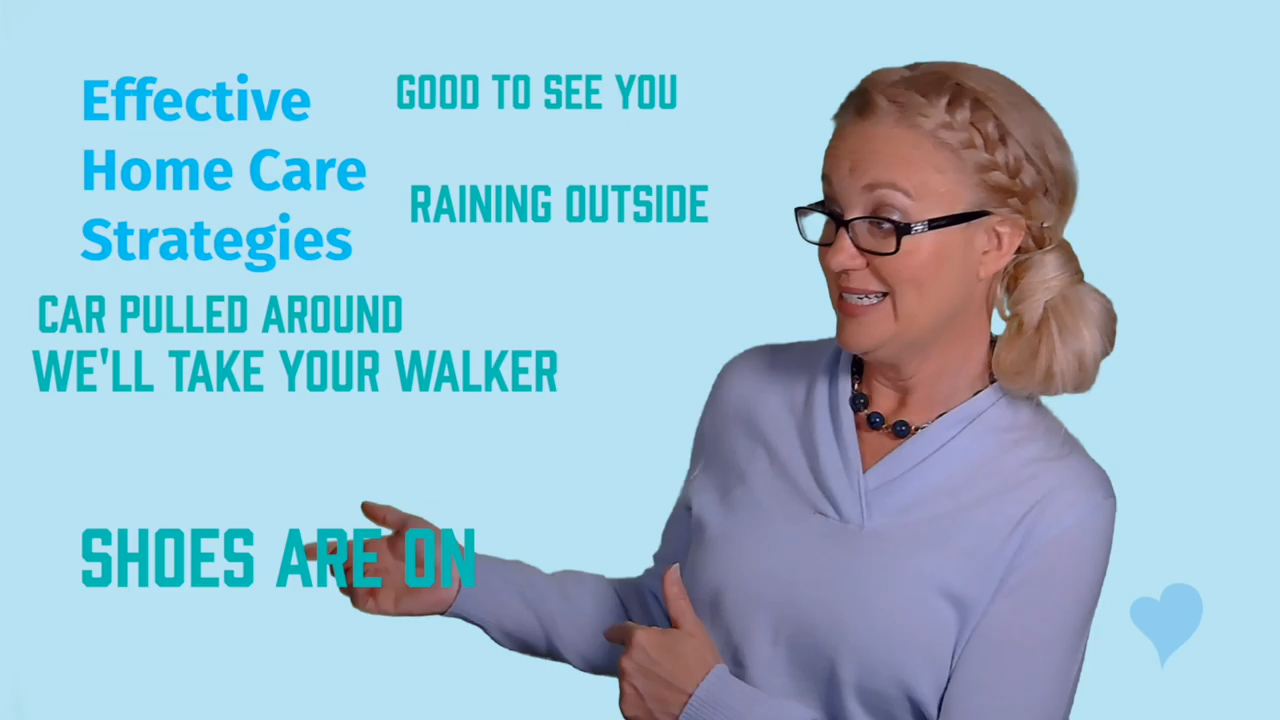 Effective
Home Care
Strategies
GOOD TO SEE YOU
RAINING OUTSIDE
CAR PULLED AROUND
WE'LL TAKE YOUR WALKER
SHOES ARE ON